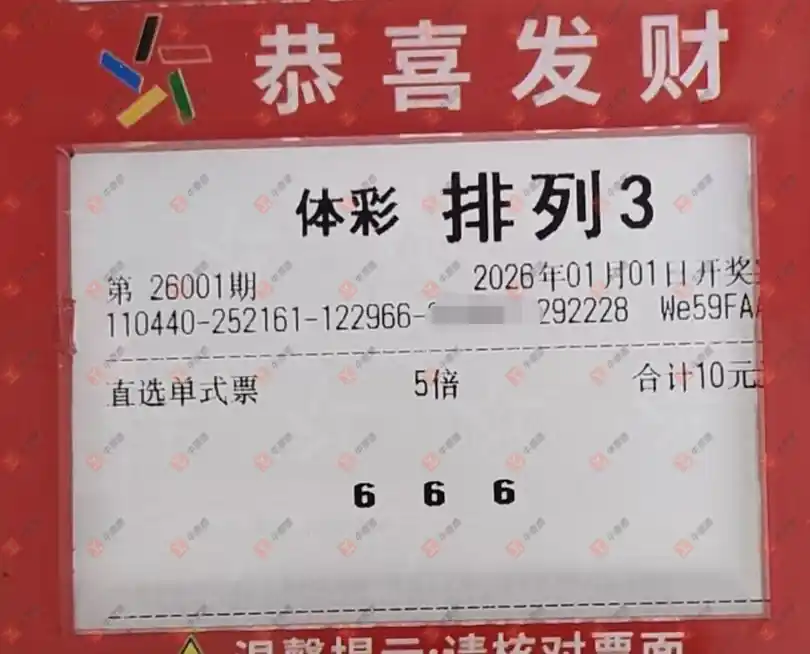 恭喜发财
体彩 排列3
第 26001期 2026年01月01日开奖
110440-252161-122966- 292228 We59FA
直选单式票 5倍 合计10元
6 6 6
温馨提示:请核对票面